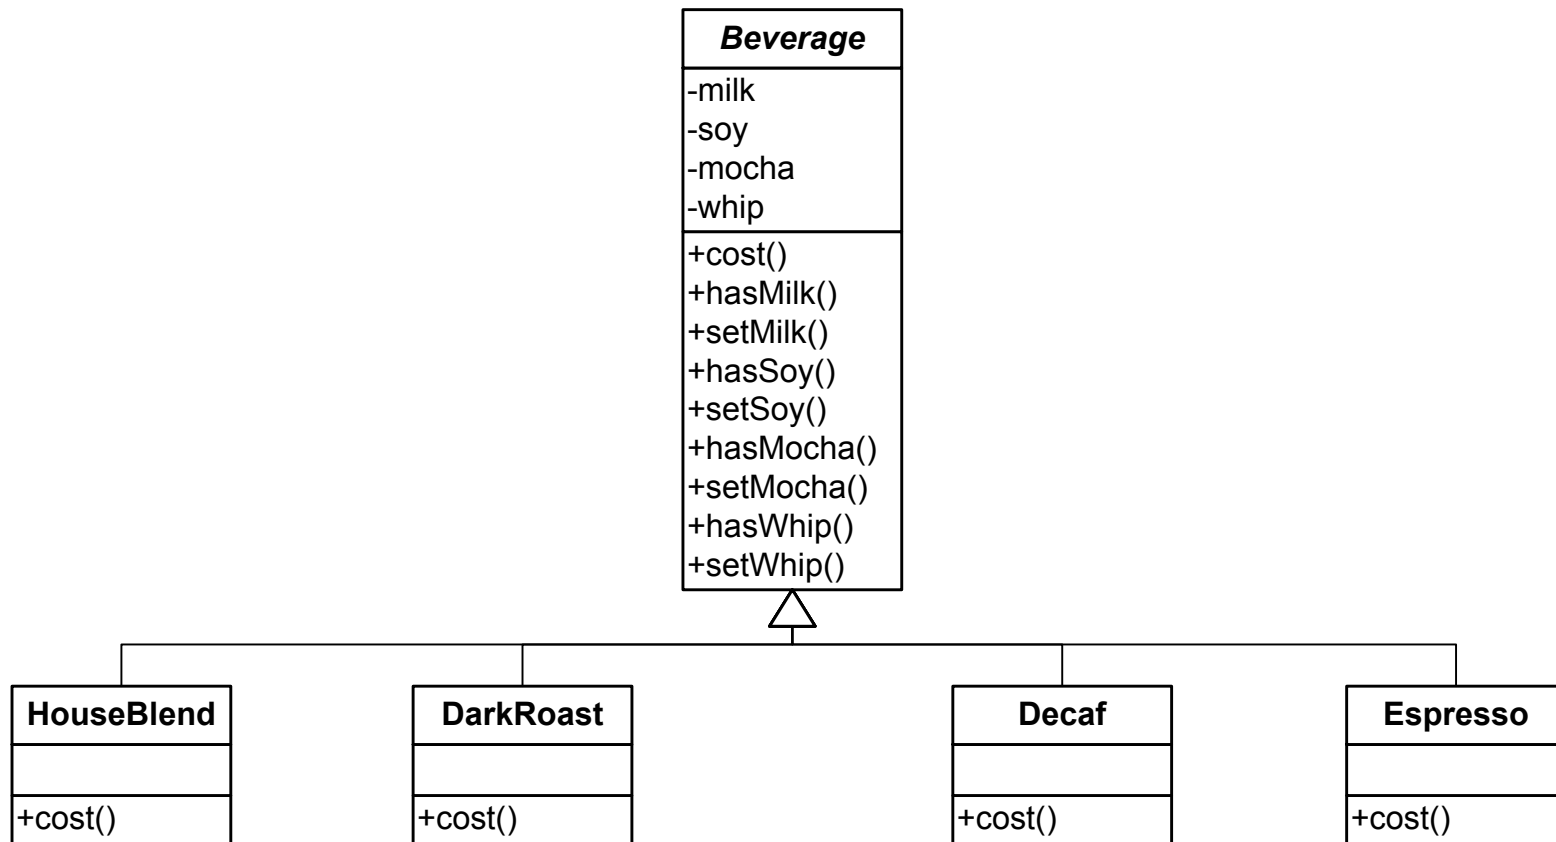 Beverage
-milk
-soy
-mocha
-whip
+cost()
+hasMilk()
+setMilk()
+hasSoy()
+setSoy()
+hasMocha()
+setMocha()
+hasWhip()
+setWhip()
HouseBlend
+cost()
DarkRoast
+cost()
Decaf
+cost()
Espresso
+cost()